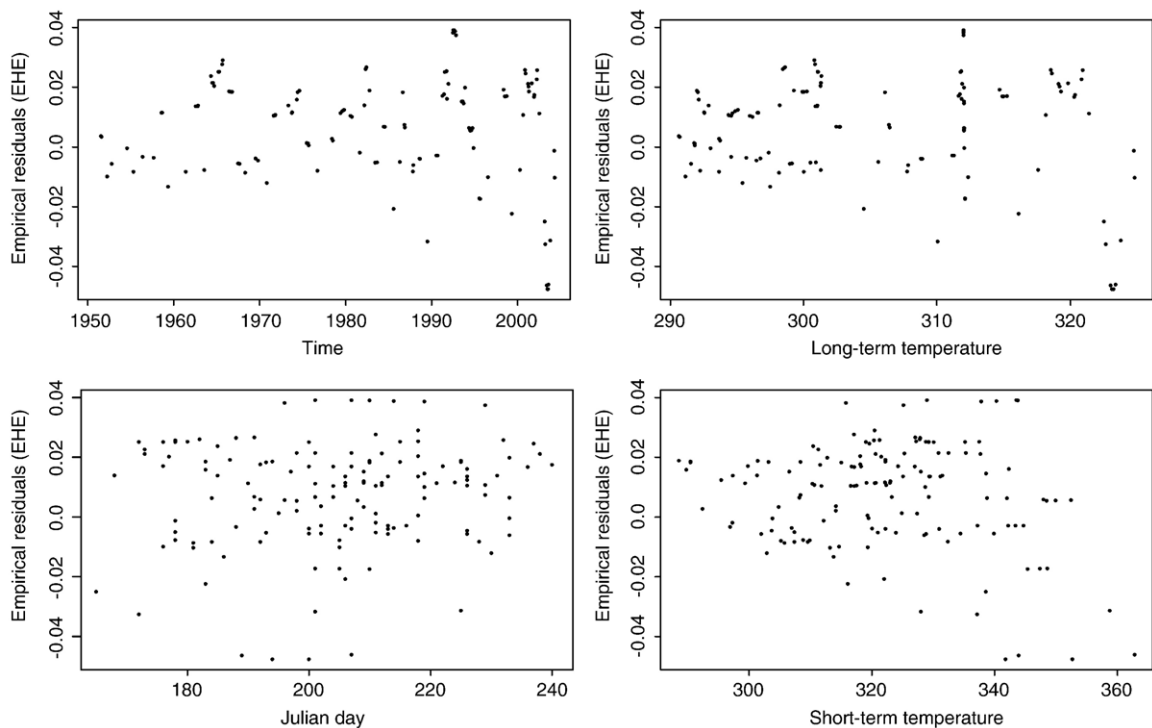 Empirical residuals (EHE)
0.04
0.02
0.0
-0.02
-0.04
1950 1960 1970 1980 1990 2000
Time
Empirical residuals (EHE)
0.04
0.02
0.0
-0.02
-0.04
290 300 310 320
Long-term temperature
Empirical residuals (EHE)
0.04
0.02
0.0
-0.02
-0.04
180 200 220 240
Julian day
Empirical residuals (EHE)
0.04
0.02
0.0
-0.02
-0.04
300 320 340 360
Short-term temperature